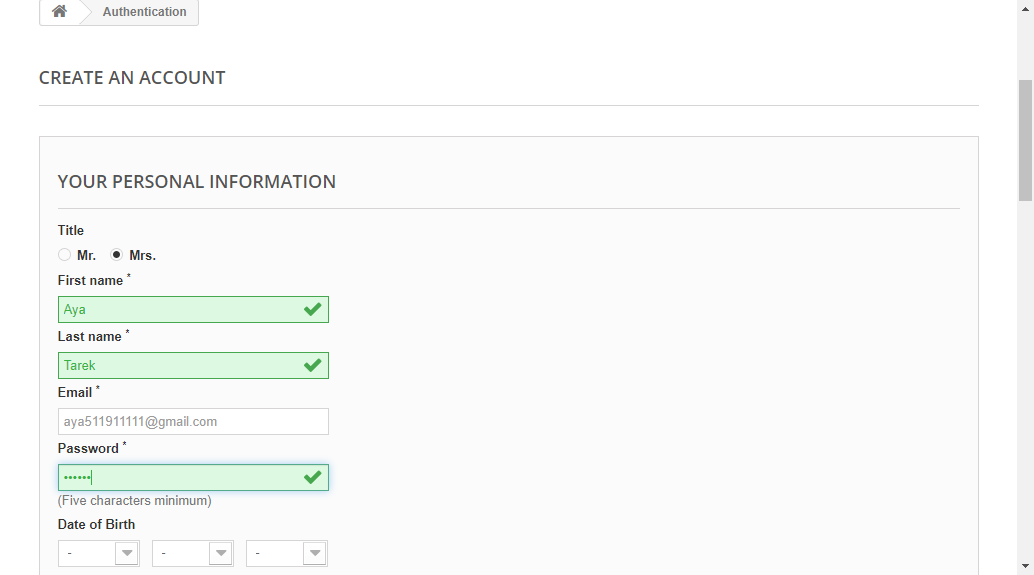 Authentication
CREATE AN ACCOUNT
YOUR PERSONAL INFORMATION
Title
Mr. Mrs.
First name *
Aya
Last name *
Tarek
Email *
aya511911111@gmail.com
Password *
••••••
(Five characters minimum)
Date of Birth
- - -